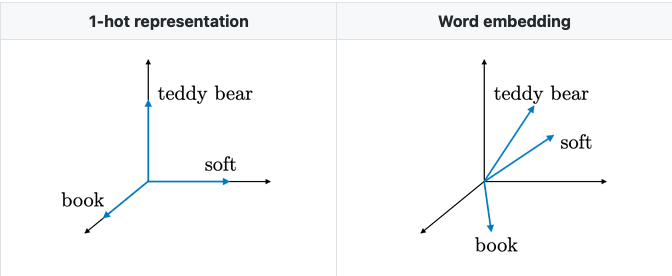 1-hot representation
Word embedding
teddy bear
soft
book
teddy bear
soft
book